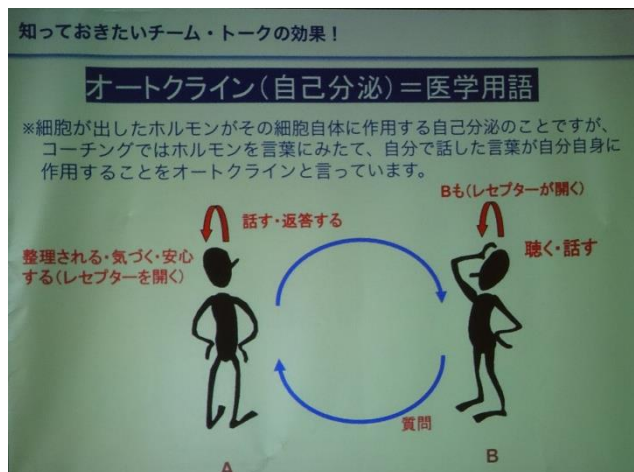 知っておきたいチーム・トークの効果！
オートクライン（自己分泌）＝医学用語
※細胞が出したホルモンがその細胞自体に作用する自己分泌のことですが、
コーチングではホルモンを言葉にみたて、自分で話した言葉が自分自身に
作用することをオートクラインと言っています。
Bも(レセプターが開く)
話す・返答する
聴く・話す
整理される・気づく・安心
する(レセプターを開く)
質問
A
B